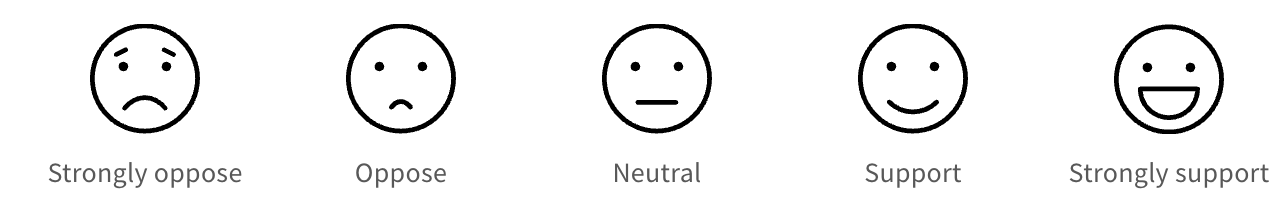 Strongly oppose
Oppose
Neutral
Support
Strongly support